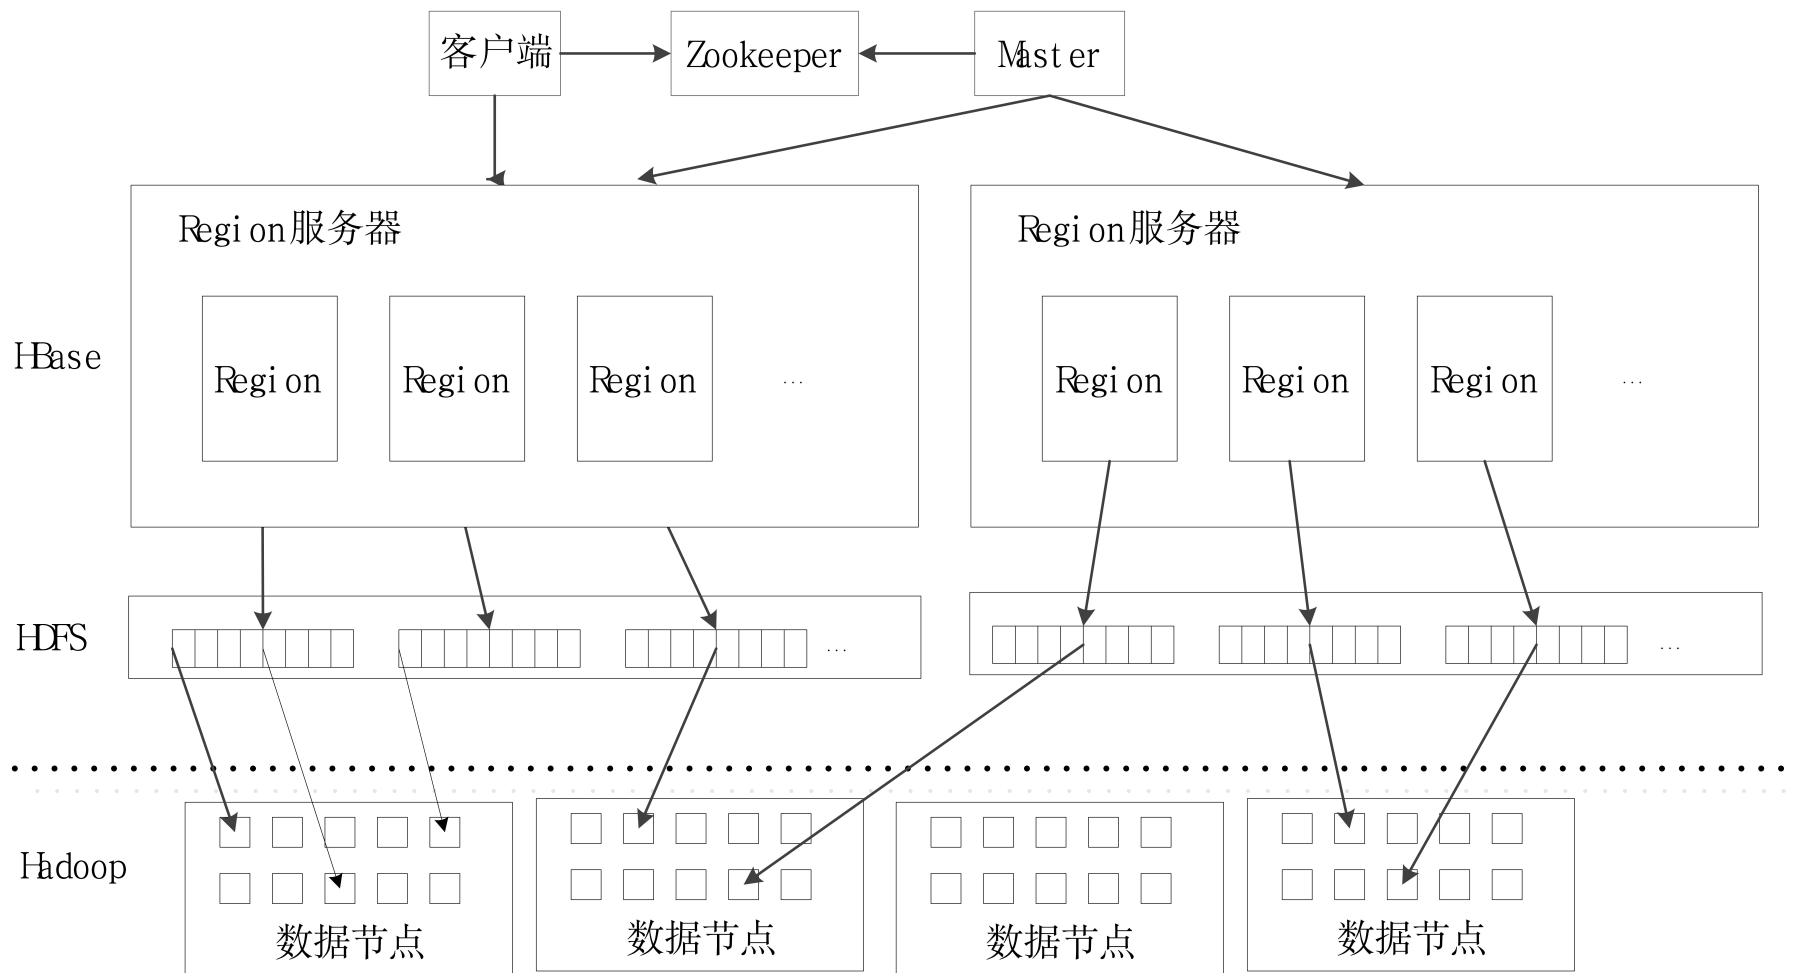 客户端
Zookeeper
Master
Region服务器
Region服务器
HBase
Region
Region
Region
...
Region
Region
Region
...
HDFS
...
...
Hadoop
数据节点
数据节点
数据节点
数据节点